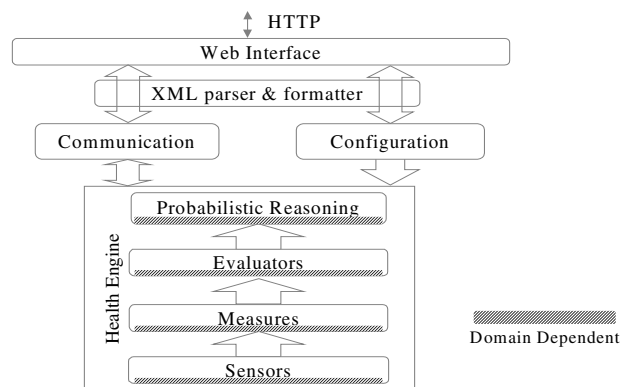 HTTP
Web Interface
XML parser & formatter
Communication
Configuration
Probabilistic Reasoning
Evaluators
Health Engine
Measures
Sensors
Domain Dependent